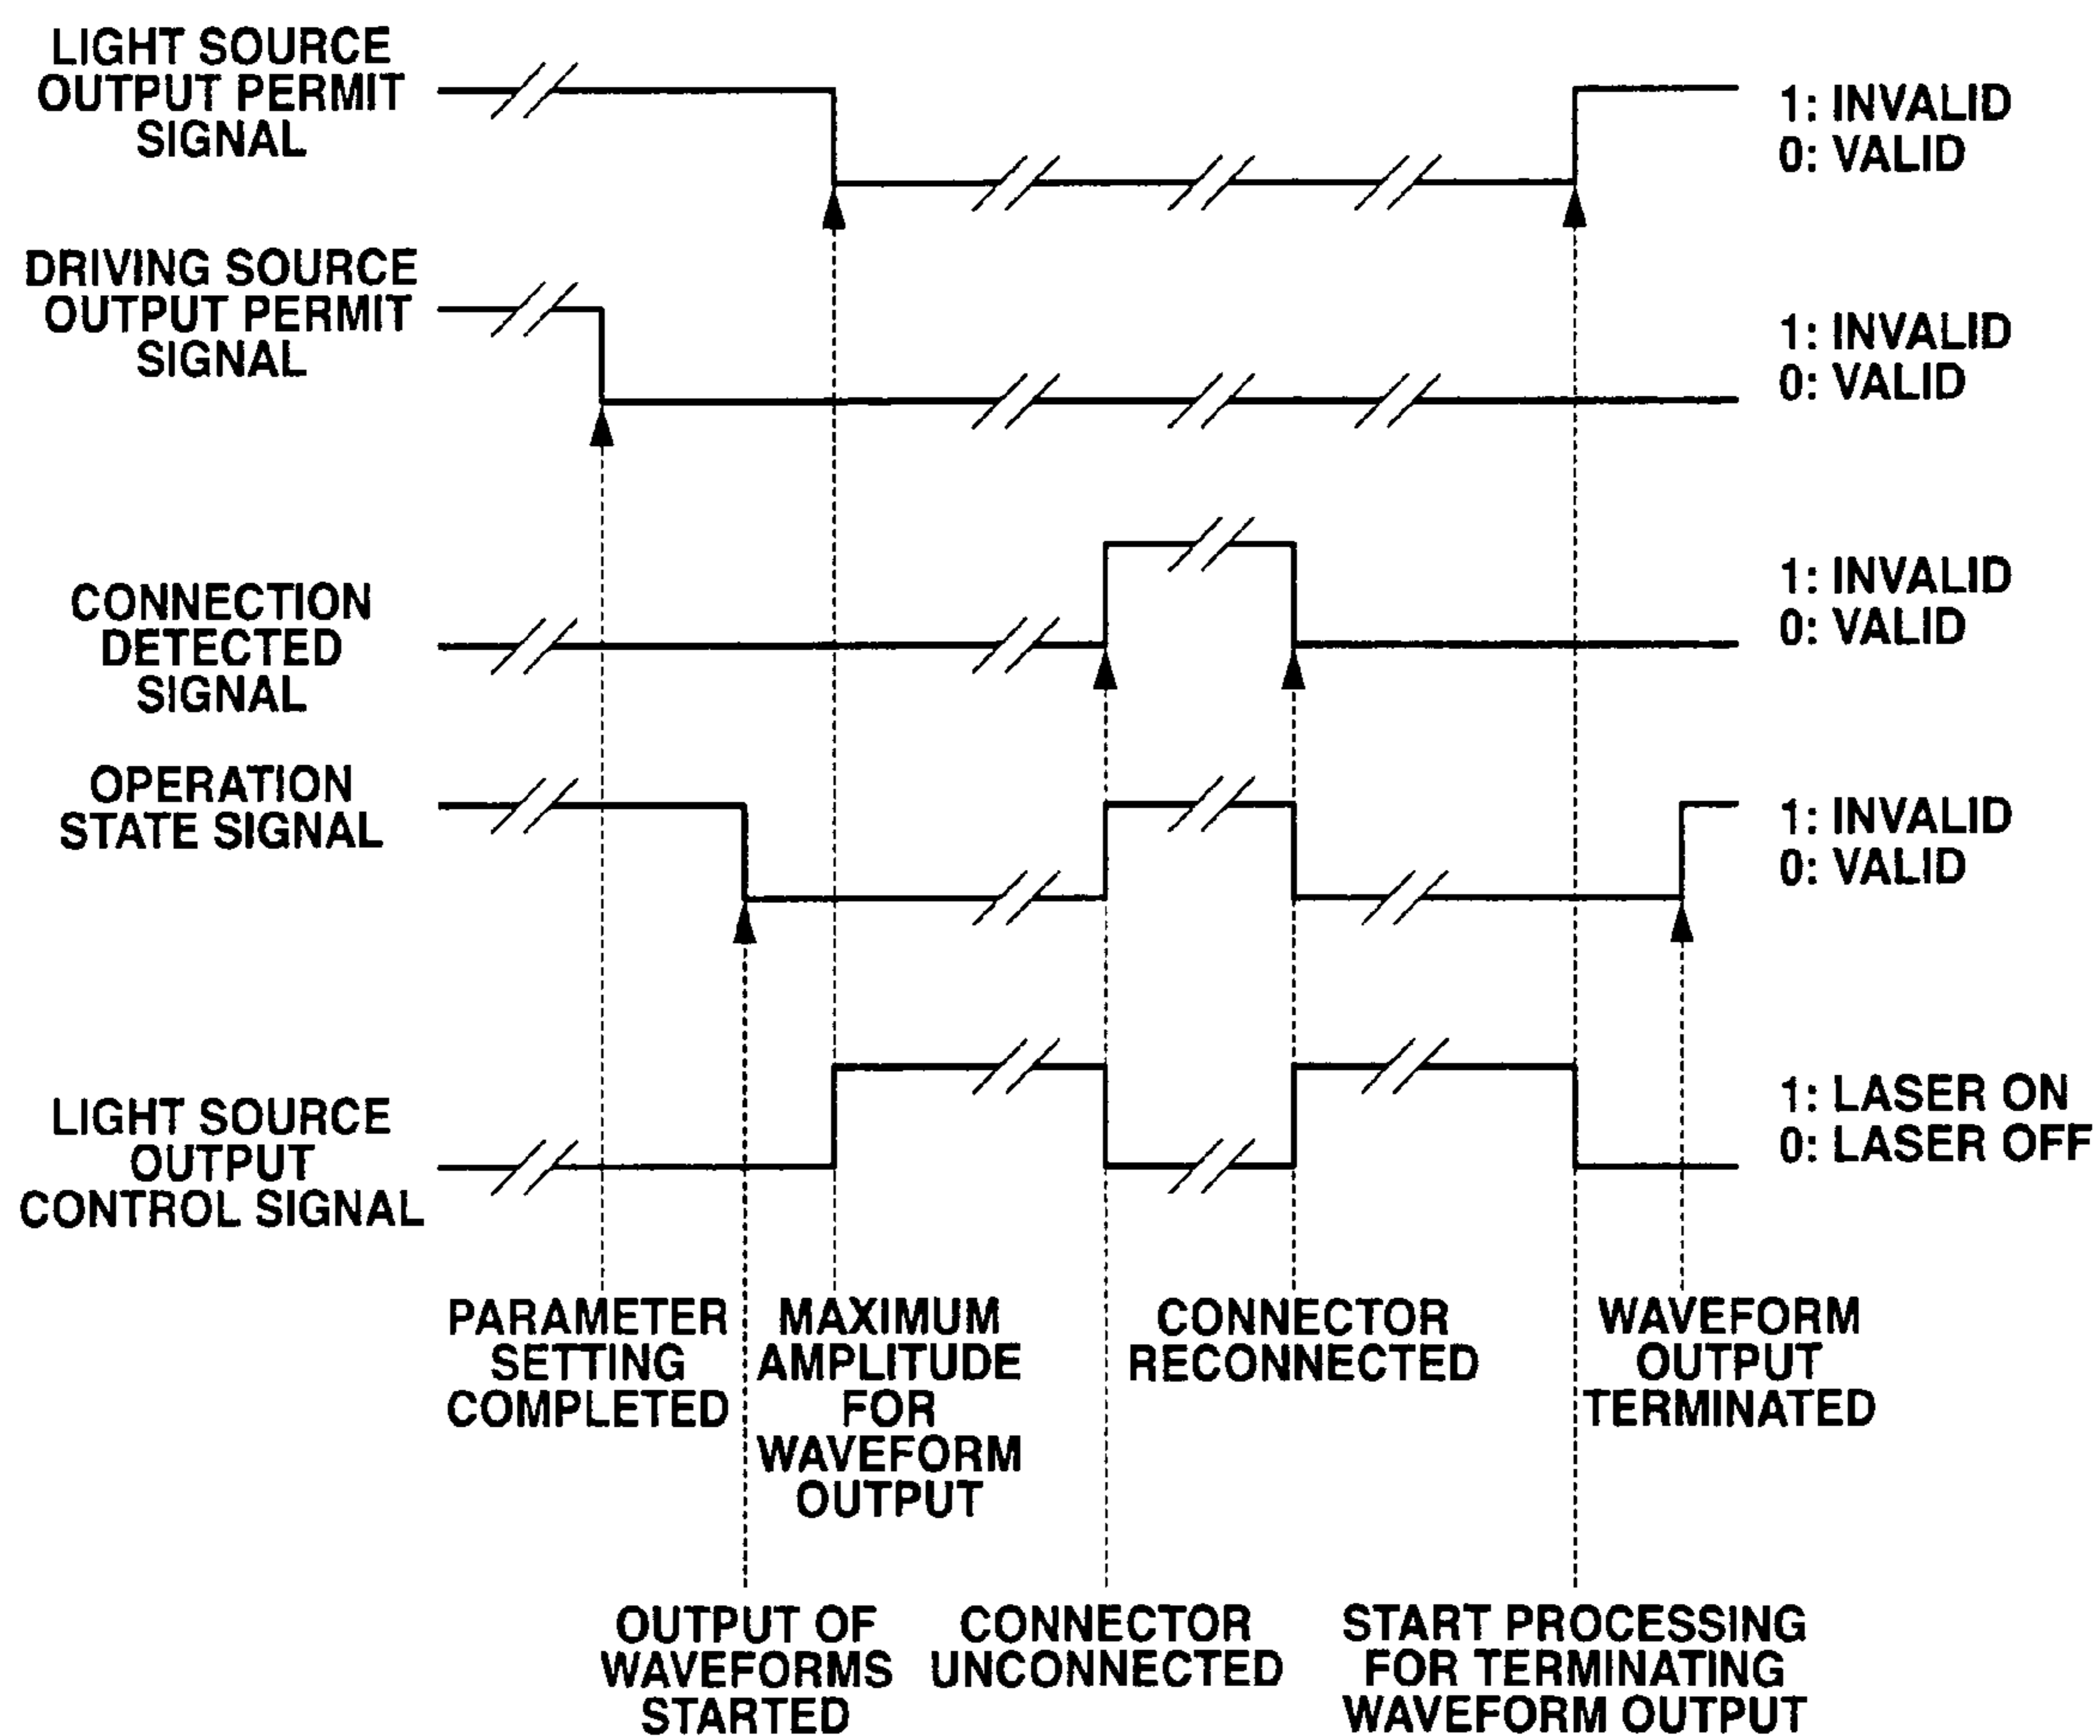 LIGHT SOURCE
OUTPUT PERMIT
SIGNAL
1: INVALID
0: VALID
DRIVING SOURCE
OUTPUT PERMIT
SIGNAL
1: INVALID
0: VALID
CONNECTION
DETECTED
SIGNAL
1: INVALID
0: VALID
OPERATION
STATE SIGNAL
1: INVALID
0: VALID
LIGHT SOURCE
OUTPUT
CONTROL SIGNAL
1: LASER ON
0: LASER OFF
PARAMETER
SETTING
COMPLETED
MAXIMUM
AMPLITUDE
FOR
WAVEFORM
OUTPUT
CONNECTOR
RECONNECTED
WAVEFORM
OUTPUT
TERMINATED
OUTPUT OF
WAVEFORMS
STARTED
CONNECTOR
UNCONNECTED
START PROCESSING
FOR TERMINATING
WAVEFORM OUTPUT